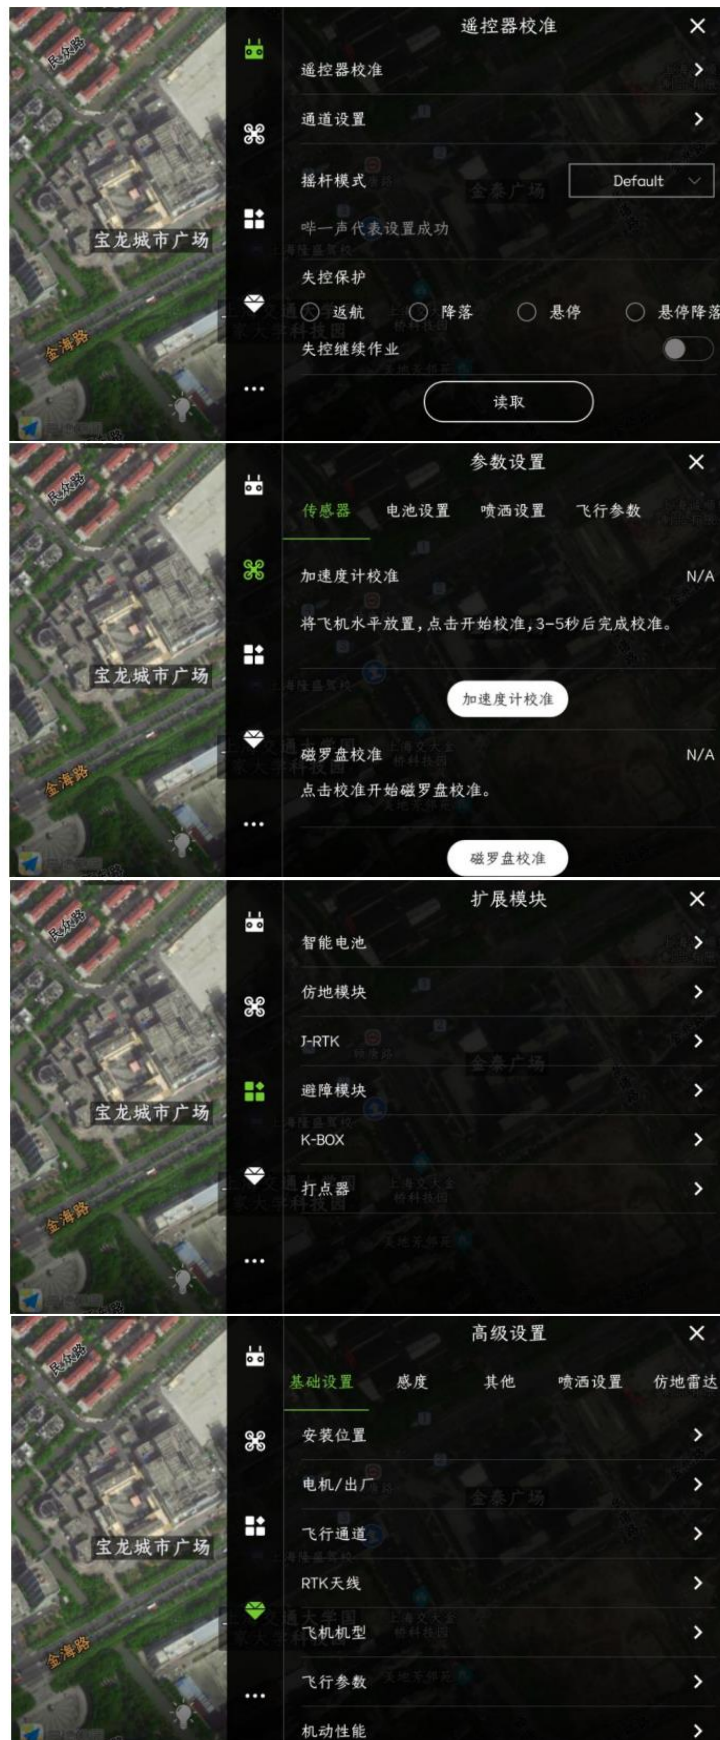 遥控器校准
遥控器校准
通道设置
摇杆模式 Default
哔一声代表设置成功
失控保护
返航 降落 悬停 悬停降落
失控继续作业
读取
民众路
宝龙城市广场
金海路
金泰广场
参数设置
传感器 电池设置 喷洒设置 飞行参数
加速度计校准 N/A
将飞机水平放置,点击开始校准,3-5秒后完成校准。
加速度计校准
磁罗盘校准 N/A
点击校准开始磁罗盘校准。
磁罗盘校准
民众路
宝龙城市广场
金海路
扩展模块
智能电池
仿地模块
J-RTK
避障模块
K-BOX
打点器
民众路
宝龙城市广场
金海路
金泰广场
高级设置
基础设置 感度 其他 喷洒设置 仿地雷达
安装位置
电机/出厂
飞行通道
RTK天线
飞机机型
飞行参数
机动性能
民众路
宝龙城市广场
金海路
金泰广场